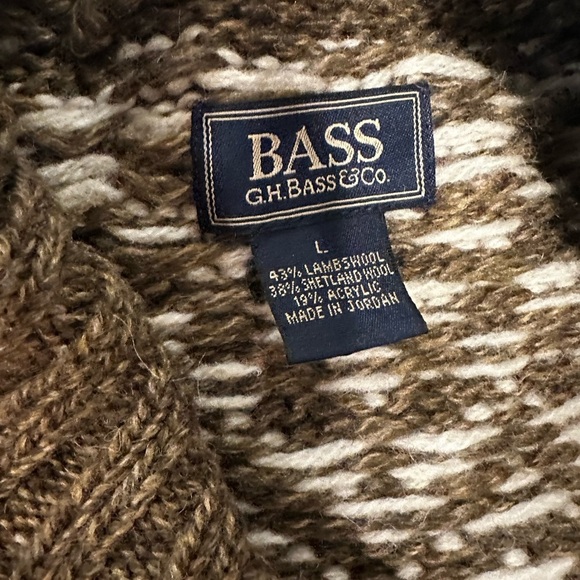 BASS
G.H. BASS & CO.
L
43% LAMBSWOOL
38% SHETLAND WOOL
19% ACRYLIC
MADE IN JORDAN